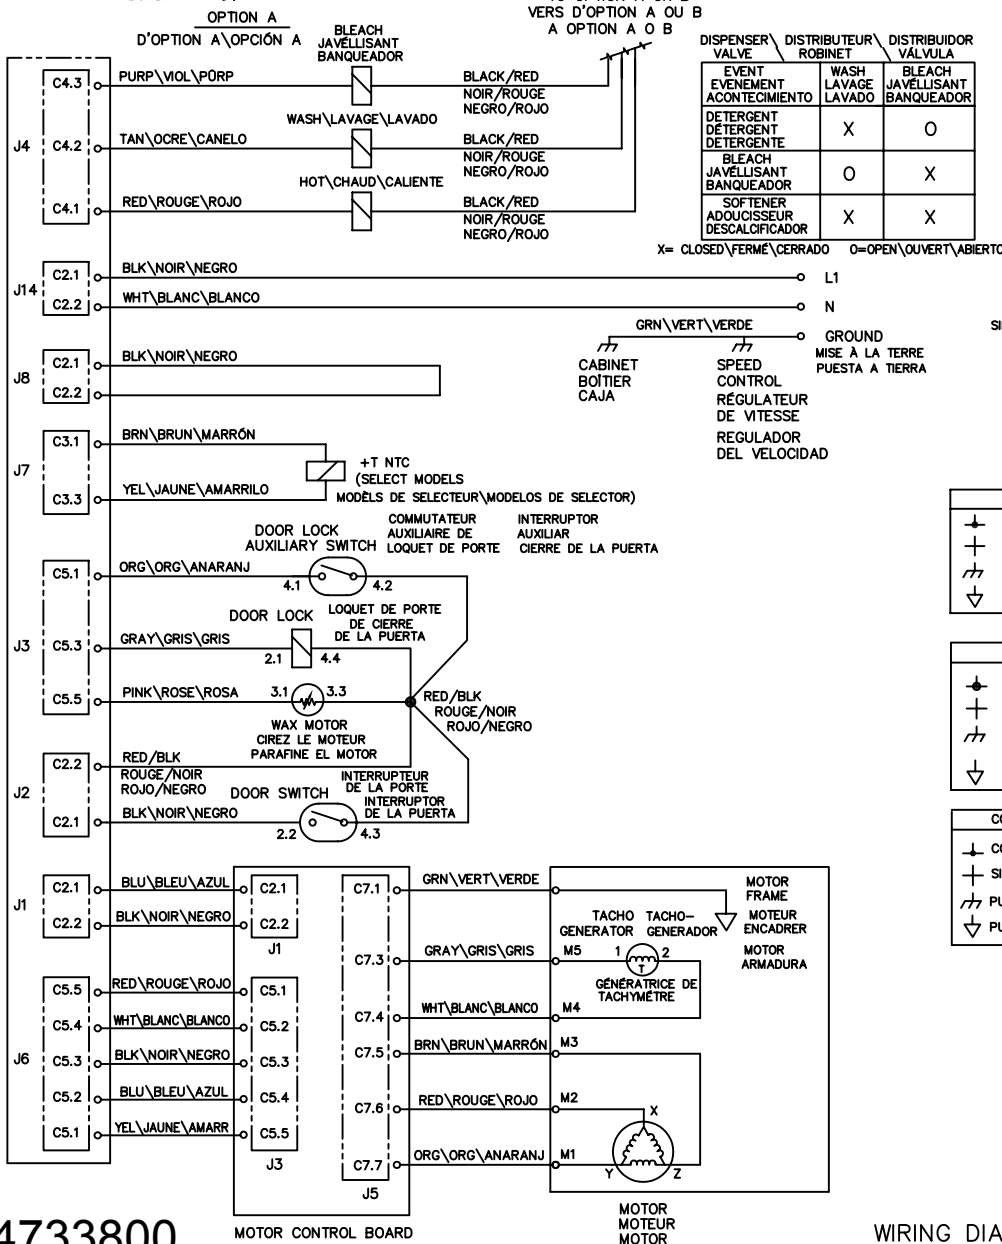 OPTION A
D'OPTION A\OPCIÓN A
VERS D'OPTION A OU B
A OPTION A O B
BLEACH
JAVÉLLISANT
BANQUEADOR
C4.3
PURP\VIOL\PÚRP
BLACK/RED
NOIR/ROUGE
NEGRO/ROJO
WASH\LAVAGE\LAVADO
J4
C4.2
TAN\OCRE\CANELO
BLACK/RED
NOIR/ROUGE
NEGRO/ROJO
HOT\CHAUD\CALIENTE
C4.1
RED\ROUGE\ROJO
BLACK/RED
NOIR/ROUGE
NEGRO/ROJO
DISPENSER\ DISTRIBUTEUR\ DISTRIBUIDOR
VALVE ROBINET VÁLVULA
EVENT
EVENEMENT
ACONTECIMIENTO
WASH
LAVAGE
LAVADO
BLEACH
JAVÉLLISANT
BANQUEADOR
DETERGENT
DÉTERGENT
DETERGENTE
X
O
BLEACH
JAVÉLLISANT
BANQUEADOR
O
X
SOFTENER
ADOUCISSEUR
DESCALCIFICADOR
X
X
X= CLOSED\FERMÉ\CERRADO O=OPEN\OUVERT\ABIERTO
J14
C2.1
BLK\NOIR\NEGRO
L1
C2.2
WHT\BLANC\BLANCO
N
GRN\VERT\VERDE
GROUND
MISE À LA TERRE
PUESTA A TIERRA
CABINET
BOÎTIER
CAJA
SPEED
CONTROL
RÉGULATEUR
DE VITESSE
REGULADOR
DEL VELOCIDAD
J8
C2.1
BLK\NOIR\NEGRO
C2.2
J7
C3.1
BRN\BRUN\MARRÓN
+T NTC
(SELECT MODELS
MODÈLS DE SELECTEUR\MODELOS DE SELECTOR)
C3.3
YEL\JAUNE\AMARRILO
DOOR LOCK
AUXILIARY SWITCH
COMMUTATEUR
AUXILIAIRE DE
LOQUET DE PORTE
INTERRUPTOR
AUXILIAR
CIERRE DE LA PUERTA
J3
C5.1
ORG\ORG\ANARANJ
4.1
4.2
DOOR LOCK
LOQUET DE PORTE
DE CIERRE
DE LA PUERTA
C5.3
GRAY\GRIS\GRIS
2.1
4.4
C5.5
PINK\ROSE\ROSA
3.1
3.3
WAX MOTOR
CIREZ LE MOTEUR
PARAFINE EL MOTOR
RED/BLK
ROUGE/NOIR
ROJO/NEGRO
J2
C2.2
RED/BLK
ROUGE/NOIR
ROJO/NEGRO
DOOR SWITCH
INTERRUPTEUR
DE LA PORTE
INTERRUPTOR
DE LA PUERTA
C2.1
BLK\NOIR\NEGRO
2.2
4.3
J1
C2.1
BLU\BLEU\AZUL
C2.1
C2.2
BLK\NOIR\NEGRO
C2.2
J1
J6
C5.5
RED\ROUGE\ROJO
C5.1
C5.4
WHT\BLANC\BLANCO
C5.2
C5.3
BLK\NOIR\NEGRO
C5.3
C5.2
BLU\BLEU\AZUL
C5.4
C5.1
YEL\JAUNE\AMARR
C5.5
J3
C7.1
GRN\VERT\VERDE
MOTOR
FRAME
MOTEUR
ENCADRER
MOTOR
ARMADURA
TACHO
GENERATOR
TACHO-
GENERADOR
C7.3
GRAY\GRIS\GRIS
M5
1
T
2
GÉNÉRATRICE DE
TACHYMÉTRE
C7.4
WHT\BLANC\BLANCO
M4
C7.5
BRN\BRUN\MARRÓN
M3
C7.6
RED\ROUGE\ROJO
M2
X
C7.7
ORG\ORG\ANARANJ
M1
Y
Z
J5
MOTOR
MOTEUR
MOTOR
MOTOR CONTROL BOARD
4733800
WIRING DIA
SI
CO
CO
SI
PU
PU